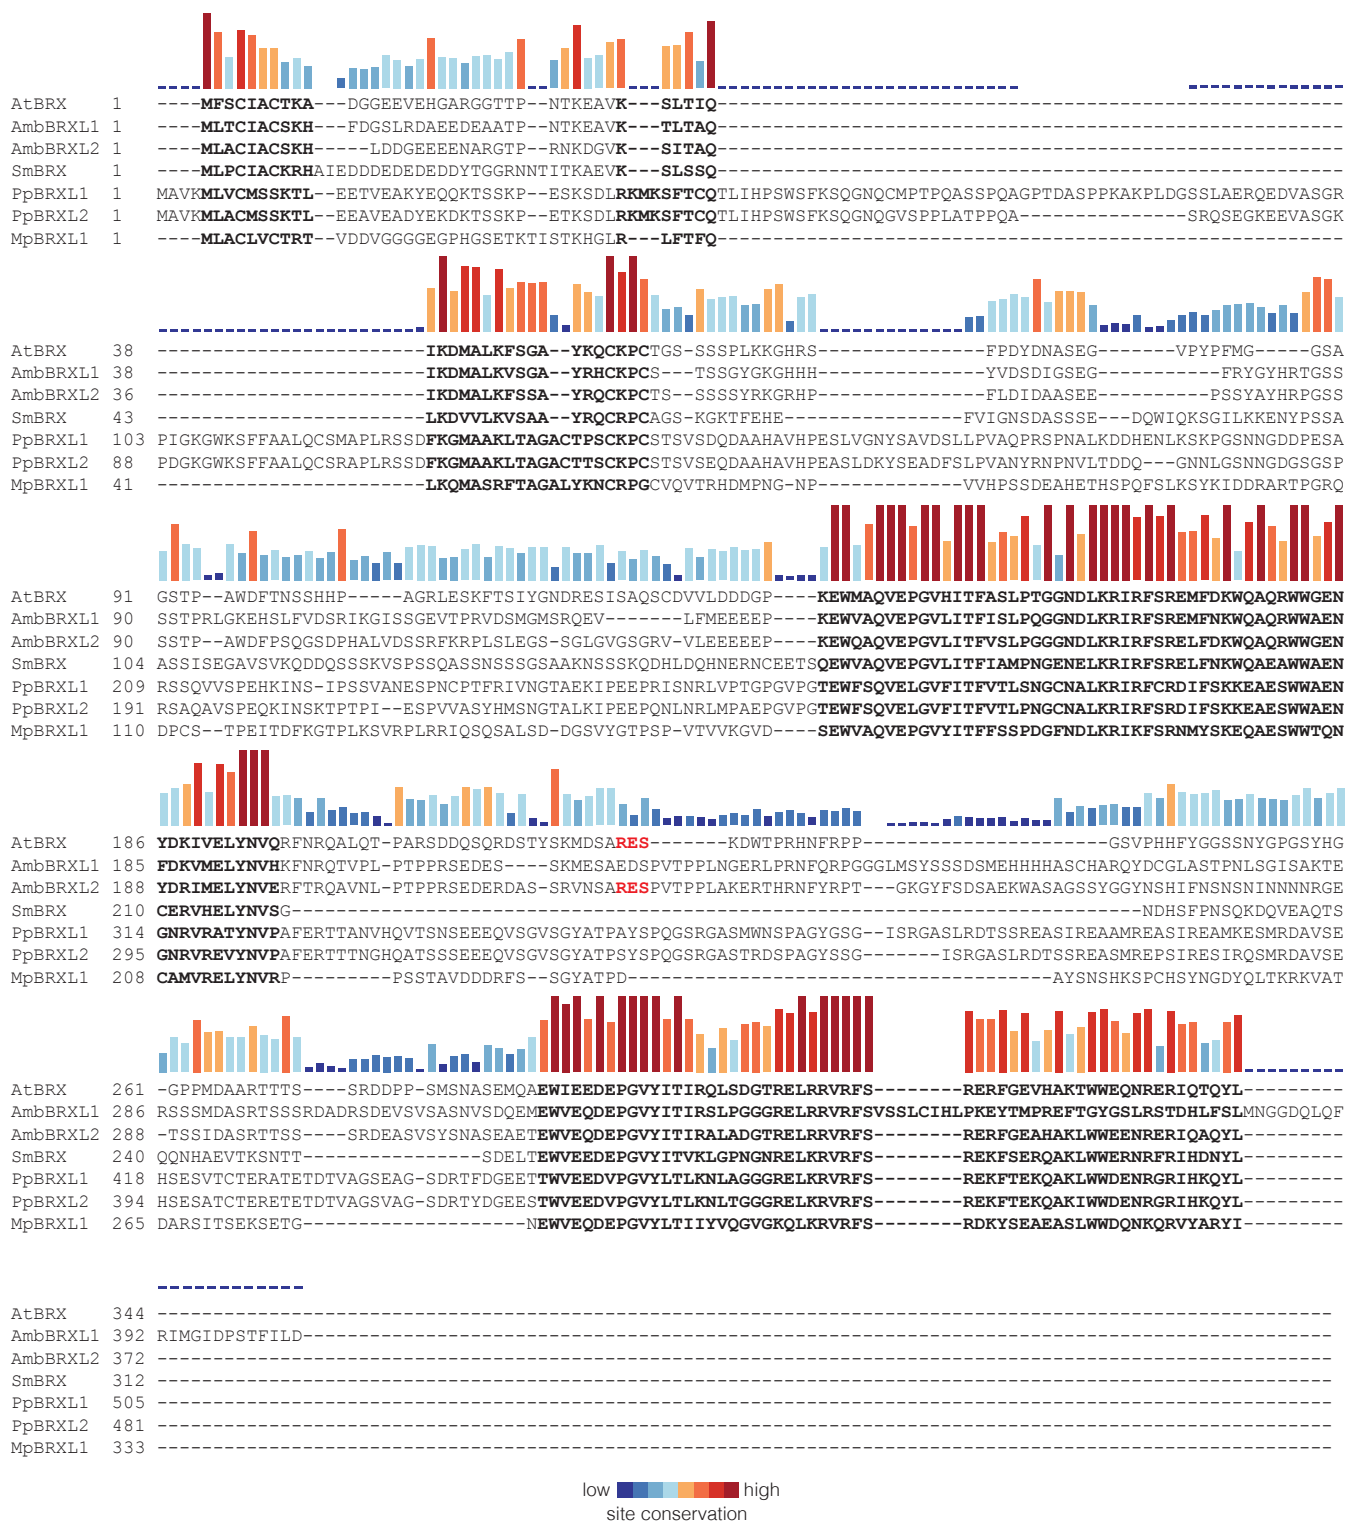 AtBRX 1 ----MFSCIACTKA---DGGEEVEHGARGGTTP--NTKEAVK---SLTIQ---------------------------------------------------------
AmbBRXL1 1 ----MLTCIACSKH---FDGSLRDAEEDEAATP--NTKEAVK---TLTAQ---------------------------------------------------------
AmbBRXL2 1 ----MLACIACSKH-----LDDGEEEENARGTP--RNKDGVK---SITAQ---------------------------------------------------------
SmBRX 1 ----MLPCIACKRHAIEDDDEDEDEDDYTGGRNNTITKAEVK---SLSSQ---------------------------------------------------------
PpBRXL1 1 MAVKMLVCMSSKTL--EETVEAKYEQQKTSSKP--ESKSDLRKMKSFTCQTLIHPSWSFKSQGNQCMPTPQASSPQAGPTDASPPKAKPLDGSSLAERQEDVASGR
PpBRXL2 1 MAVKMLACMSSKTL--EEAVEADYEKDKTSSKP--ETKSDLRKMKSFTCQTLIHPSWSFKSQGNQGVSPPLATPPQA---------------SRQSEGKEEVASGK
MpBRXL1 1 ----MLACLVCTRT--VDDVGGGGEGPHGSETKTISTKHGLR---LFTFQ---------------------------------------------------------
AtBRX 38 ------------------------IKDMALKFSGA--YKQCKPCTGS-SSSPLKKGHRS---------------FPDYDNASEG-------VPYPFMG----GSA
AmbBRXL1 38 ------------------------IKDMALKVSGA--YRHCKPCS---TSSGYGKGHHH---------------YVDSDIGSEG---------FRYGYHRTGSS
AmbBRXL2 36 ------------------------IKDMALKFSSA--YRQCKPCTS--SSSSYRKGRHP---------------FLDIDAASEE--------PSSYAYHRPGSS
SmBRX 43 ------------------------LKDVVLKVSAA--YRQCRPCAGS-KGKTFEHE----------------FVIGNSDASSSE---DQWIQKSGILKKENYPSSA
PpBRXL1 103 PIGKGWKSFFAALQCSMAPLRSSDFKGMAAKLTAGACTPSCKPCSTSVSDQDAAHAVHPESLVGNYSAVDSLLPVAQPRSPNALKDDHENLKSKPGSNNGDDPESA
PpBRXL2 88 PDGKGWKSFFAALQCSRAPLRSSDFKGMAAKLTAGACTTSCKPCSTSVSEQDAAHAVHPEASLDKYSEADFSLPVANYRNPNVLTDDQ---GNNLGSNNGDGSGSP
MpBRXL1 41 ------------------------LKQMASRFTAGALYKNCRPGCVQVTRHDMPNG-NP-------------VVHPSSDEAHETHSPQFSLKSYKIDDRARTPGRQ
AtBRX 91 GSTP--AWDFTNSSHHP-----AGRLESKFTSIYGNDRESISAQSCDVVLDDDGP----KEWMAQVEPGVHITFASLPTGGNDLKRIRFSREMFDKWQAQRWWGEN
AmbBRXL1 90 SSTPRLGKEHSLFVDSRIKGISSGEVTPRVDSMGMSRQEV-------LFMEEEEP----KEWVAQVEPGVLITFISLPQGGNDLKRIRFSREMFNKWQAQRWWAEN
AmbBRXL2 90 SSTP--AWDFPSQGSDPHALVDSSRFKRPLSLEGS-SGLGVGSGRV-VLEEEEEP----KEWQAQVEPGVLITFVSLPGGGNDLKRIRFSRELFDKWQAQRWWGEN
SmBRX 104 ASSISEGAVSVKQDDQSSSKVSPSSQASSNSSSGSAAKNSSSKQDHLDQHNERNCEETSQEWVAQVEPGVLITFIAMPNGENELKRIRFSRELFNKWQAEAWWAEN
PpBRXL1 209 RSSQVVSPEHKINS-IPSSVANESPNCPTFRIVNGTAEKIPEEPRISNRLVPTGPGVPGTEWFSQVELGVFITFVTLSNGCNALKRIRFCRDIFSKKEAESWWAEN
PpBRXL2 191 RSAQAVSPEQKINSKTPTPI--ESPVVASYHMSNGTALKIPEEPQNLNRLMPAEPGVPGTEWFSQVELGVFITFVTLPNGCNALKRIRFSRDIFSKKEAESWWAEN
MpBRXL1 110 DPCS--TPEITDFKGTPLKSVRPLRRIQSQSALSD-DGSVYGTPSP-VTVVKGVD----SEWVAQVEPGVYITFFSSPDGFNDLKRIKFSRNMYSKEQAESWWTQN
AtBRX 186 YDKIVELYNVQRFNRQALQT-PARSDDQSQRDSTYSKMDSARES-------KDWTPRHNFRPP----------------------GSVPHHFYGGSSNYGPGSYHG
AmbBRXL1 185 FDKVMELYNVHKFNRQTVPL-PTPPRSEDES----SKMESAEDSPVTPPLNGERLPRNFQRPGGGLMSYSSSSDSMEHHHHASCHARQYDCGLASTPNLSGISAKTE
AmbBRXL2 188 YDRIMELYNVERFTRQAVNL-PTPPRSEDERDAS-SRVNSARESPVTPPLAKERTHRNFYRPT---GKGYFSDSAEKWASAGSSYGGYNSHIFNSNSNINNNNRGE
SmBRX 210 CERVHELYNVSG----------------------------------------------------------------------------NDHSFPNSQKDQVEAQTS
PpBRXL1 314 GNRVRATYNVPAFERTTANVHQVTSNSEEEQVSGVSGYATPAYSPQGSRGASMWNSPAGYGSG--ISRGASLRDTSSREASIREAAMREASIREAMKESMRDAVSE
PpBRXL2 295 GNRVREVYNVPAFERTTTNGHQATSSSEEEQVSGVSGYATPSYSPQGSRGASTRDSPAGYSSG-------ISRGASLRDTSSREASMREPSIRESIRQSMRDAVSE
MpBRXL1 208 CAMVRELYNVRP---------PSSTAVDDDRFS--SGYATPD--------------------------------------AYSNSHKSPCHSYNGDYQLTKRKVAT
AtBRX 261 -GPPMDAARTTTS----SRDDPP-SMSNASEMQAEWIEEDEPGVYITIRQLSDGTRELRRVRFS--------RERFGEVHAKTWWEQNRERIQTQYL---------
AmbBRXL1 286 RSSSMDASRTSSSRDADRSDEVSVSASNVSDQEMEWVEQDEPGVYITIRSLPGGGRELRRVRFSVSSLCIHLPKEYTMPREFTGYGSLRSTDHLFSLMNGGDQLQF
AmbBRXL2 288 -TSSIDASRTTSS----SRDEASVSYSNASEAETEWVEQDEPGVYITIRALADGTRELRRVRFS--------RERFGEAHAKLWWEENRERIQAQYL---------
SmBRX 240 QQNHAEVTKSNTT----------------SDELTEWVEEDEPGVYITVKLGPNGNRELKRVRFS--------REKFSERQAKLWWERNRFRIHDNYL---------
PpBRXL1 418 HSESVTCTERATETDTVAGSEAG-SDRTFDGEETTWVEEDVPGVYLTLKNLAGGGRELKRVRFS--------REKFTEKQAKLWWDENRGRIHKQYL---------
PpBRXL2 394 HSESATCTERETETDTVAGSVAG-SDRTYDGEESTWVEEDVPGVYLTLKNLTGGGRELKRVRFS--------REKFTEKQAKIWWDENRGRIHKQYL---------
MpBRXL1 265 DARSITSEKSETG--------------------NEWVEQDEPGVYLTIIYVQGVGKQLKRVRFS--------RDKYSEAEASLWWDQNKQRVYARYI---------
AtBRX 344 ---------------------------------------------------------------------------------------------------------
AmbBRXL1 392 RIMGIDPSTFILD--------------------------------------------------------------------------------------------
AmbBRXL2 372 ---------------------------------------------------------------------------------------------------------
SmBRX 312 ---------------------------------------------------------------------------------------------------------
PpBRXL1 505 ---------------------------------------------------------------------------------------------------------
PpBRXL2 481 ---------------------------------------------------------------------------------------------------------
MpBRXL1 333 ---------------------------------------------------------------------------------------------------------
low high
site conservation